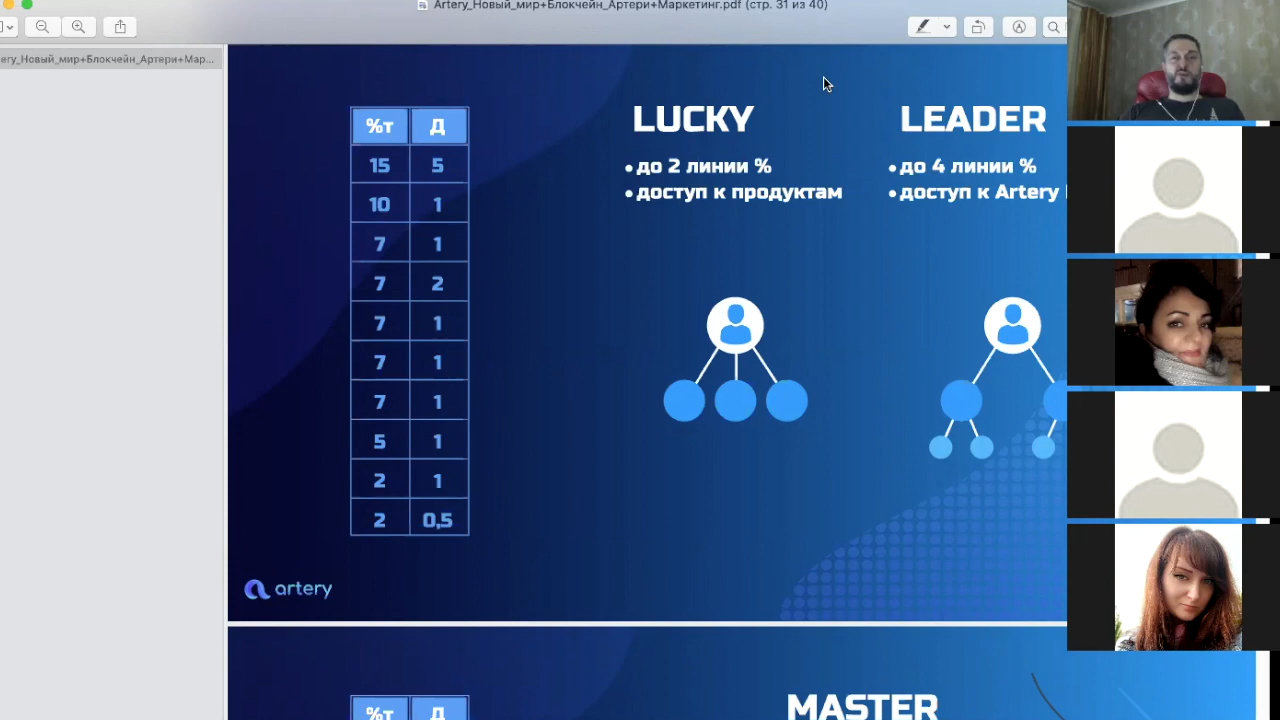 Artery_Новый_мир+Блокчейн_Артери+Маркетинг.pdf (стр. 31 из 40)
ery_Новый_мир+Блокчейн_Артери+Мар...
%т Д
15 5
10 1
7 1
7 2
7 1
7 1
7 1
5 1
2 1
2 0,5
LUCKY
• до 2 линии %
• доступ к продуктам
LEADER
• до 4 линии %
• доступ к Artery
artery
%т Д
MASTER